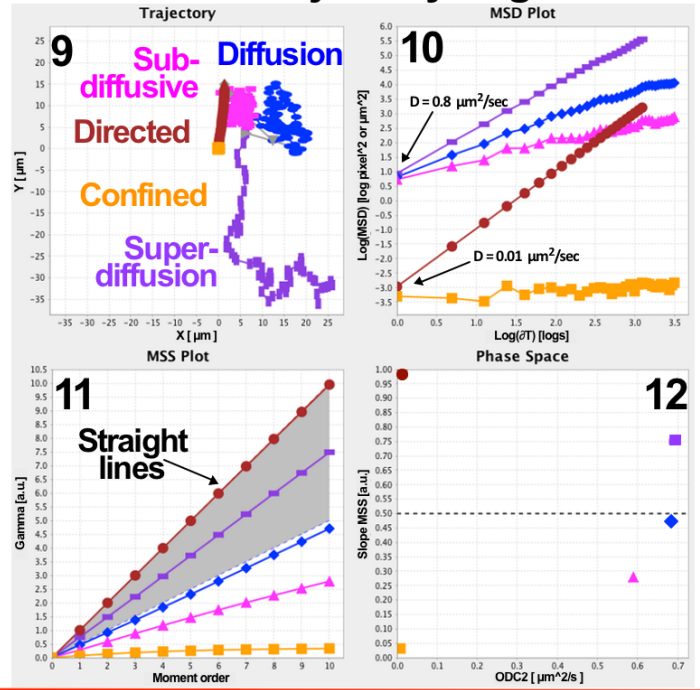 Trajectory
9
Sub-
diffusive
Diffusion
Directed
Confined
Super-
diffusion
25
20
15
10
5
0
-5
-10
-15
-20
-25
-30
-35
Y [ µm ]
-35 -30 -25 -20 -15 -10 -5 0 5 10 15 20 25
X [ µm ]
MSD Plot
10
D = 0.8 µm^2/sec
D = 0.01 µm^2/sec
6.0
5.5
5.0
4.5
4.0
3.5
3.0
2.5
2.0
1.5
1.0
0.5
0.0
-0.5
-1.0
-1.5
-2.0
-2.5
-3.0
-3.5
Log(MSD) [log pixel^2 or µm^2]
0.0 0.5 1.0 1.5 2.0 2.5 3.0 3.5
Log(∂T) [logs]
MSS Plot
11
Straight
lines
10.5
10.0
9.5
9.0
8.5
8.0
7.5
7.0
6.5
6.0
5.5
5.0
4.5
4.0
3.5
3.0
2.5
2.0
1.5
1.0
0.5
0.0
Gamma [a.u.]
0 1 2 3 4 5 6 7 8 9 10
Moment order
Phase Space
12
1.00
0.95
0.90
0.85
0.80
0.75
0.70
0.65
0.60
0.55
0.50
0.45
0.40
0.35
0.30
0.25
0.20
0.15
0.10
0.05
0.00
Slope MSS [a.u.]
0.0 0.1 0.2 0.3 0.4 0.5 0.6 0.7
ODC2 [ µm^2/s ]